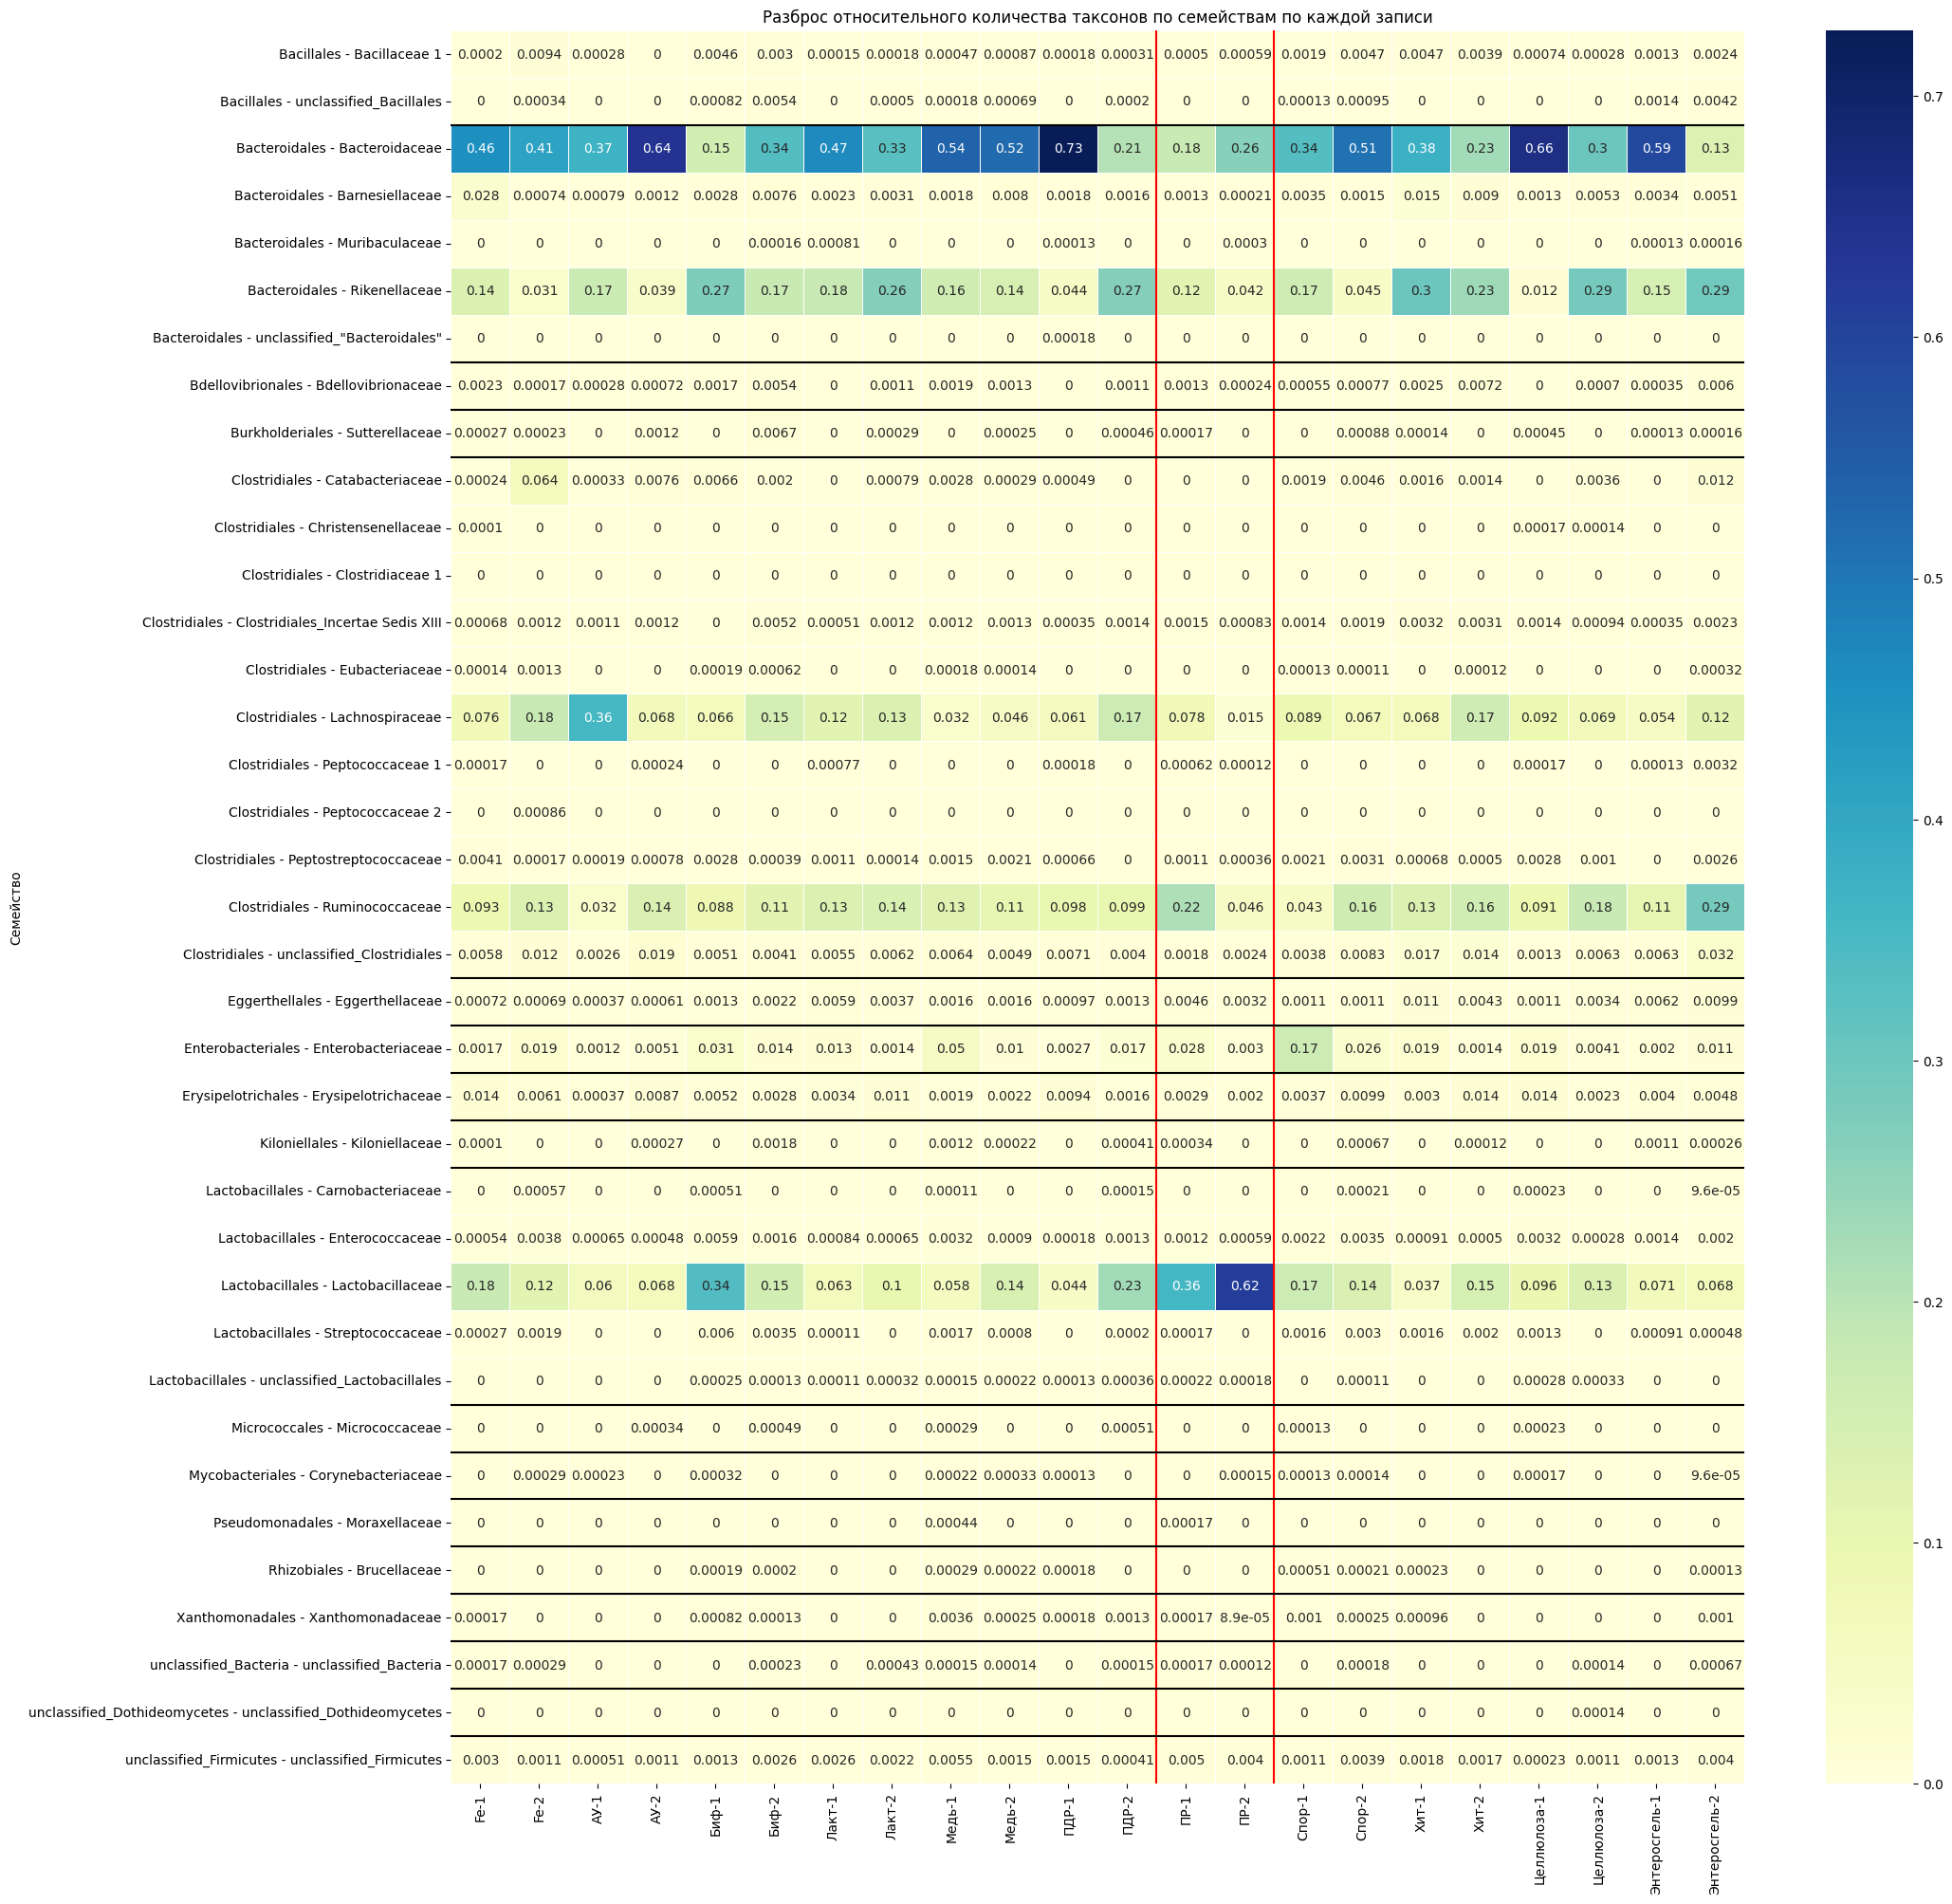 Разброс относительного количества таксонов по семействам по каждой записи
Bacillales - Bacillaceae 1 0.0002 0.0094 0.00028 0 0.0046 0.003 0.00015 0.00018 0.00047 0.00087 0.00018 0.00031 0.0005 0.00059 0.0019 0.0047 0.0047 0.0039 0.00074 0.00028 0.0013 0.0024
Bacillales - unclassified_Bacillales 0 0.00034 0 0 0.00082 0.0054 0 0.0005 0.00018 0.00069 0 0.0002 0 0 0.00013 0.00095 0 0 0 0 0.0014 0.0042
Bacteroidales - Bacteroidaceae 0.46 0.41 0.37 0.64 0.15 0.34 0.47 0.33 0.54 0.52 0.73 0.21 0.18 0.26 0.34 0.51 0.38 0.23 0.66 0.3 0.59 0.13
Bacteroidales - Barnesiellaceae 0.028 0.00074 0.00079 0.0012 0.0028 0.0076 0.0023 0.0031 0.0018 0.008 0.0018 0.0016 0.0013 0.00021 0.0035 0.0015 0.015 0.009 0.0013 0.0053 0.0034 0.0051
Bacteroidales - Muribaculaceae 0 0 0 0 0 0.00016 0.00081 0 0 0 0.00013 0 0 0.0003 0 0 0 0 0 0 0.00013 0.00016
Bacteroidales - Rikenellaceae 0.14 0.031 0.17 0.039 0.27 0.17 0.18 0.26 0.16 0.14 0.044 0.27 0.12 0.042 0.17 0.045 0.3 0.23 0.012 0.29 0.15 0.29
Bacteroidales - unclassified_"Bacteroidales" 0 0 0 0 0 0 0 0 0 0 0.00018 0 0 0 0 0 0 0 0 0 0 0
Bdellovibrionales - Bdellovibrionaceae 0.0023 0.00017 0.00028 0.00072 0.0017 0.0054 0 0.0011 0.0019 0.0013 0 0.0011 0.0013 0.00024 0.00055 0.00077 0.0025 0.0072 0 0.0007 0.00035 0.006
Burkholderiales - Sutterellaceae 0.00027 0.00023 0 0.0012 0 0.0067 0 0.00029 0 0.00025 0 0.00046 0.00017 0 0 0.00088 0.00014 0 0.00045 0 0.00013 0.00016
Clostridiales - Catabacteriaceae 0.00024 0.064 0.00033 0.0076 0.0066 0.002 0 0.00079 0.0028 0.00029 0.00049 0 0 0 0.0019 0.0046 0.0016 0.0014 0 0.0036 0 0.012
Clostridiales - Christensenellaceae 0.0001 0 0 0 0 0 0 0 0 0 0 0 0 0 0 0 0 0 0.00017 0.00014 0 0
Clostridiales - Clostridiaceae 1 0 0 0 0 0 0 0 0 0 0 0 0 0 0 0 0 0 0 0 0 0 0
Clostridiales - Clostridiales_Incertae Sedis XIII 0.00068 0.0012 0.0011 0.0012 0 0.0052 0.00051 0.0012 0.0012 0.0013 0.00035 0.0014 0.0015 0.00083 0.0014 0.0019 0.0032 0.0031 0.0014 0.00094 0.00035 0.0023
Clostridiales - Eubacteriaceae 0.00014 0.0013 0 0 0.00019 0.00062 0 0 0.00018 0.00014 0 0 0 0 0.00013 0.00011 0 0.00012 0 0 0 0.00032
Clostridiales - Lachnospiraceae 0.076 0.18 0.36 0.068 0.066 0.15 0.12 0.13 0.032 0.046 0.061 0.17 0.078 0.015 0.089 0.067 0.068 0.17 0.092 0.069 0.054 0.12
Clostridiales - Peptococcaceae 1 0.00017 0 0 0.00024 0 0 0.00077 0 0 0 0.00018 0 0.00062 0.00012 0 0 0 0 0.00017 0 0.00013 0.0032
Clostridiales - Peptococcaceae 2 0 0.00086 0 0 0 0 0 0 0 0 0 0 0 0 0 0 0 0 0 0 0 0
Clostridiales - Peptostreptococcaceae 0.0041 0.00017 0.00019 0.00078 0.0028 0.00039 0.0011 0.00014 0.0015 0.0021 0.00066 0 0.0011 0.00036 0.0021 0.0031 0.00068 0.0005 0.0028 0.001 0 0.0026
Clostridiales - Ruminococcaceae 0.093 0.13 0.032 0.14 0.088 0.11 0.13 0.14 0.13 0.11 0.098 0.099 0.22 0.046 0.043 0.16 0.13 0.16 0.091 0.18 0.11 0.29
Clostridiales - unclassified_Clostridiales 0.0058 0.012 0.0026 0.019 0.0051 0.0041 0.0055 0.0062 0.0064 0.0049 0.0071 0.004 0.0018 0.0024 0.0038 0.0083 0.017 0.014 0.0013 0.0063 0.0063 0.032
Eggerthellales - Eggerthellaceae 0.00072 0.00069 0.00037 0.00061 0.0013 0.0022 0.0059 0.0037 0.0016 0.0016 0.00097 0.0013 0.0046 0.0032 0.0011 0.0011 0.011 0.0043 0.0011 0.0034 0.0062 0.0099
Enterobacteriales - Enterobacteriaceae 0.0017 0.019 0.0012 0.0051 0.031 0.014 0.013 0.0014 0.05 0.01 0.0027 0.017 0.028 0.003 0.17 0.026 0.019 0.0014 0.019 0.0041 0.002 0.011
Erysipelotrichales - Erysipelotrichaceae 0.014 0.0061 0.00037 0.0087 0.0052 0.0028 0.0034 0.011 0.0019 0.0022 0.0094 0.0016 0.0029 0.002 0.0037 0.0099 0.003 0.014 0.014 0.0023 0.004 0.0048
Kiloniellales - Kiloniellaceae 0.0001 0 0 0.00027 0 0.0018 0 0 0.0012 0.00022 0 0.00041 0.00034 0 0 0.00067 0 0.00012 0 0 0.0011 0.00026
Lactobacillales - Carnobacteriaceae 0 0.00057 0 0 0.00051 0 0 0 0.00011 0 0 0.00015 0 0 0 0.00021 0 0 0.00023 0 0 9.6e-05
Lactobacillales - Enterococcaceae 0.00054 0.0038 0.00065 0.00048 0.0059 0.0016 0.00084 0.00065 0.0032 0.0009 0.00018 0.0013 0.0012 0.00059 0.0022 0.0035 0.00091 0.0005 0.0032 0.00028 0.0014 0.002
Lactobacillales - Lactobacillaceae 0.18 0.12 0.06 0.068 0.34 0.15 0.063 0.1 0.058 0.14 0.044 0.23 0.36 0.62 0.17 0.14 0.037 0.15 0.096 0.13 0.071 0.068
Lactobacillales - Streptococcaceae 0.00027 0.0019 0 0 0.006 0.0035 0.00011 0 0.0017 0.0008 0 0.0002 0.00017 0 0.0016 0.003 0.0016 0.002 0.0013 0 0.00091 0.00048
Lactobacillales - unclassified_Lactobacillales 0 0 0 0 0.00025 0.00013 0.00011 0.00032 0.00015 0.00022 0.00013 0.00036 0.00022 0.00018 0 0.00011 0 0 0.00028 0.00033 0 0
Micrococcales - Micrococcaceae 0 0 0 0.00034 0 0.00049 0 0 0.00029 0 0 0.00051 0 0 0.00013 0 0 0 0.00023 0 0 0
Mycobacteriales - Corynebacteriaceae 0 0.00029 0.00023 0 0.00032 0 0 0 0.00022 0.00033 0.00013 0 0 0.00015 0.00013 0.00014 0 0 0.00017 0 0 9.6e-05
Pseudomonadales - Moraxellaceae 0 0 0 0 0 0 0 0 0.00044 0 0 0 0.00017 0 0 0 0 0 0 0 0 0
Rhizobiales - Brucellaceae 0 0 0 0 0.00019 0.0002 0 0 0.00029 0.00022 0.00018 0 0 0 0.00051 0.00021 0.00023 0 0 0 0 0.00013
Xanthomonadales - Xanthomonadaceae 0.00017 0 0 0 0.00082 0.00013 0 0 0.0036 0.00025 0.00018 0.0013 0.00017 8.9e-05 0.001 0.00025 0.00096 0 0 0 0 0.001
unclassified_Bacteria - unclassified_Bacteria 0.00017 0.00029 0 0 0 0.00023 0 0.00043 0.00015 0.00014 0 0.00015 0.00017 0.00012 0 0.00018 0 0 0 0.00014 0 0.00067
unclassified_Dothideomycetes - unclassified_Dothideomycetes 0 0 0 0 0 0 0 0 0 0 0 0 0 0 0 0 0 0 0 0.00014 0 0
unclassified_Firmicutes - unclassified_Firmicutes 0.003 0.0011 0.00051 0.0011 0.0013 0.0026 0.0026 0.0022 0.0055 0.0015 0.0015 0.00041 0.005 0.004 0.0011 0.0039 0.0018 0.0017 0.00023 0.0011 0.0013 0.004
Fe-1 Fe-2 АУ-1 АУ-2 Биф-1 Биф-2 Лакт-1 Лакт-2 Медь-1 Медь-2 ПДР-1 ПДР-2 ПР-1 ПР-2 Спор-1 Спор-2 Хит-1 Хит-2 Целлюлоза-1 Целлюлоза-2 Энтеросгель-1 Энтеросгель-2
Семейство
0.7
0.6
0.5
0.4
0.3
0.2
0.1
0.0